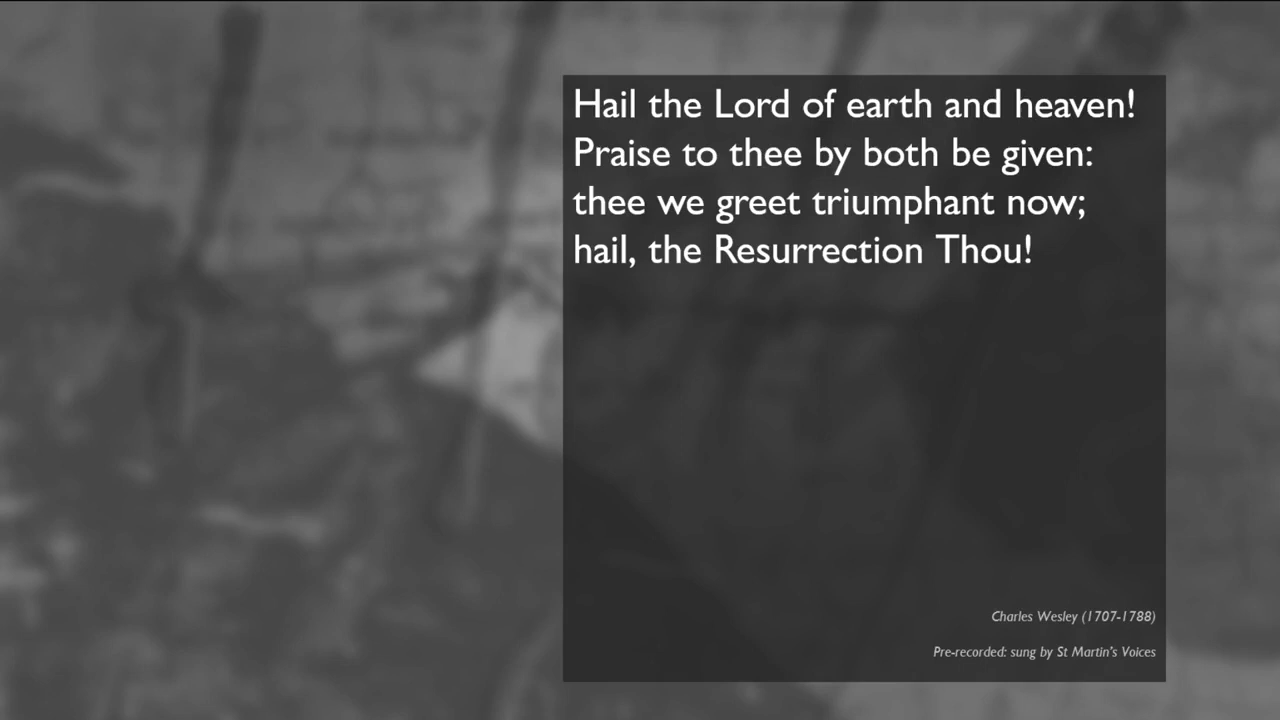 Hail the Lord of earth and heaven!
Praise to thee by both be given:
thee we greet triumphant now;
hail, the Resurrection Thou!
Charles Wesley (1707-1788)
Pre-recorded: sung by St Martin's Voices